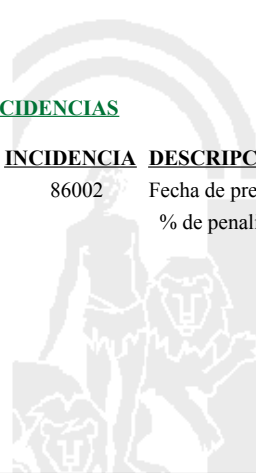 CIDENCIAS
INCIDENCIA DESCRIPC
86002 Fecha de pre
% de penali